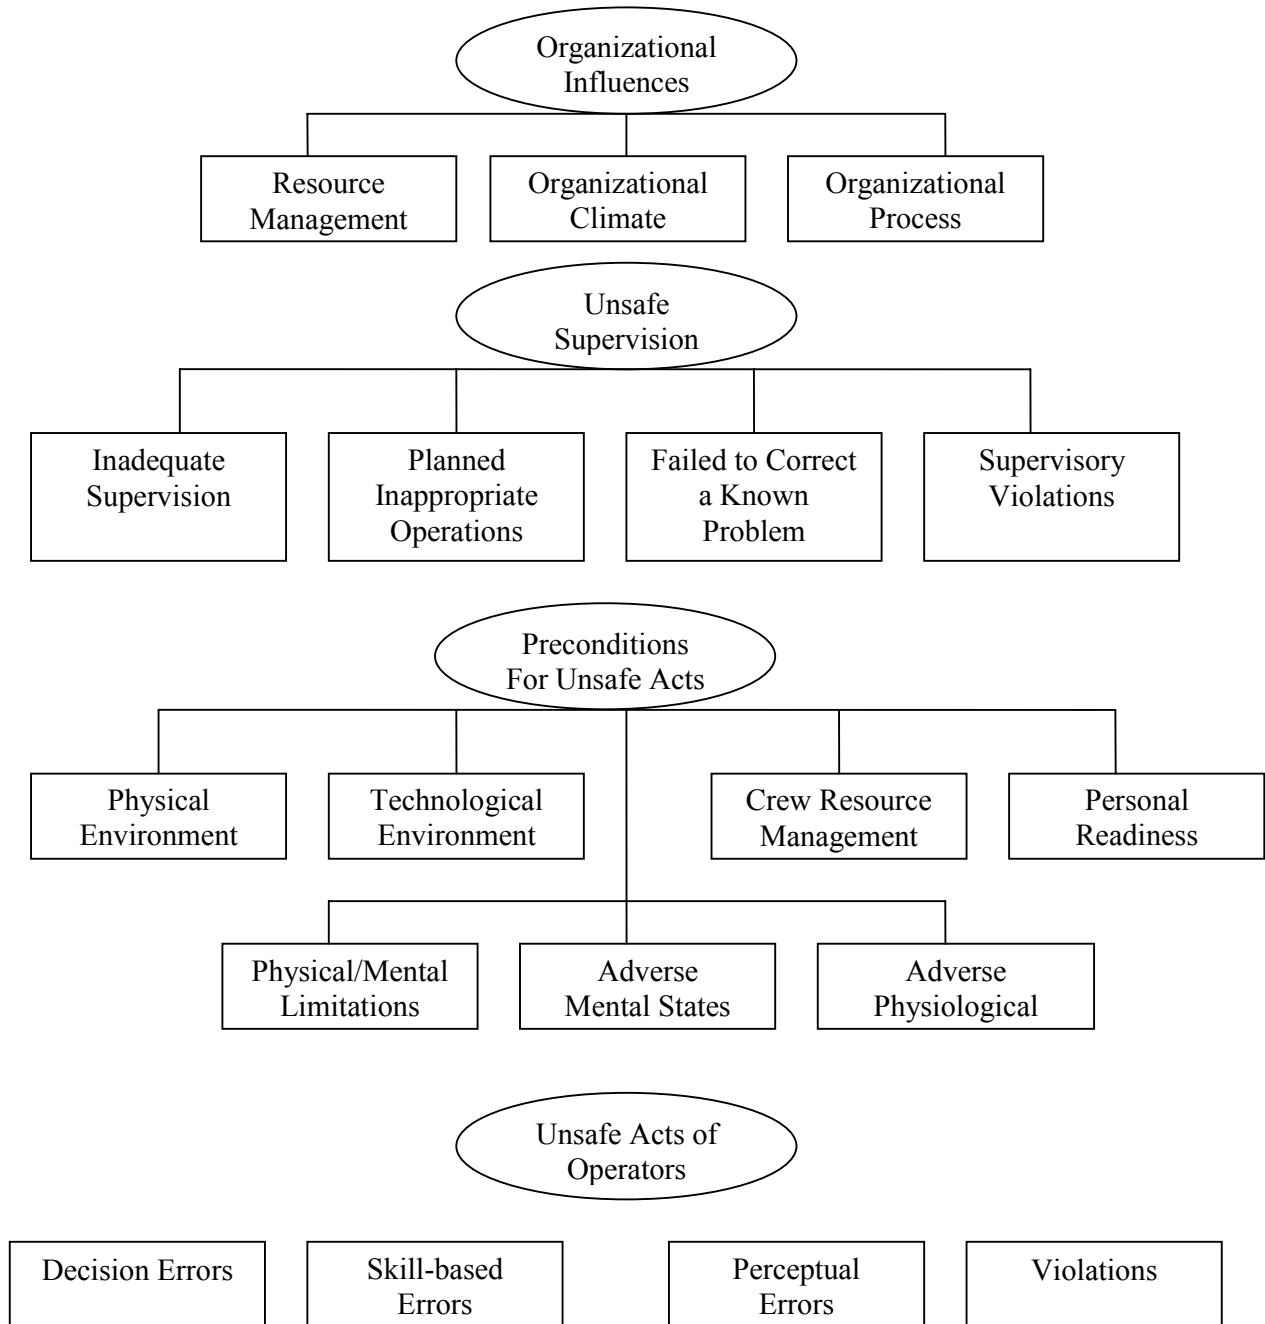 Organizational
Influences
Resource
Management
Organizational
Climate
Organizational
Process
Unsafe
Supervision
Inadequate
Supervision
Planned
Inappropriate
Operations
Failed to Correct
a Known
Problem
Supervisory
Violations
Preconditions
For Unsafe Acts
Physical
Environment
Technological
Environment
Crew Resource
Management
Personal
Readiness
Physical/Mental
Limitations
Adverse
Mental States
Adverse
Physiological
Unsafe Acts of
Operators
Decision Errors
Skill-based
Errors
Perceptual
Errors
Violations